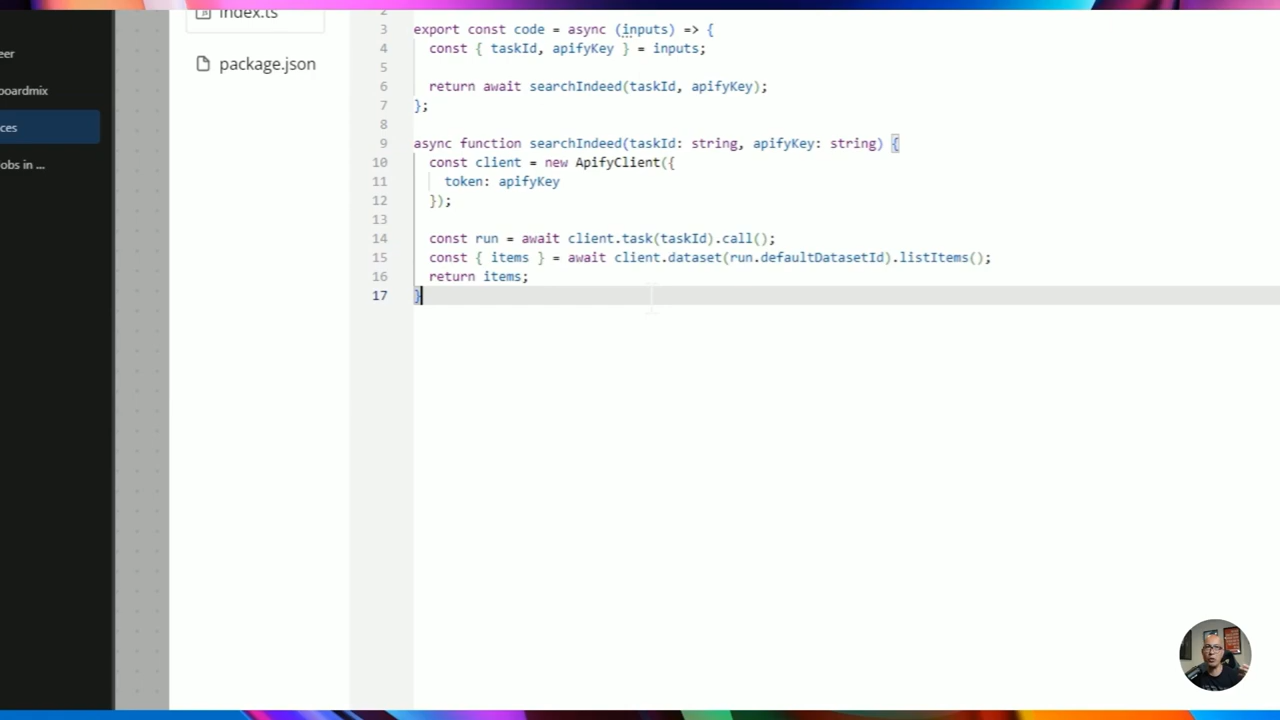 index.ts
package.json
eer
boardmix
ces
obs in ...
2
3 export const code = async (inputs) => {
4 const { taskId, apifyKey } = inputs;
5
6 return await searchIndeed(taskId, apifyKey);
7 };
8
9 async function searchIndeed(taskId: string, apifyKey: string) {
10 const client = new ApifyClient({
11 token: apifyKey
12 });
13
14 const run = await client.task(taskId).call();
15 const { items } = await client.dataset(run.defaultDatasetId).listItems();
16 return items;
17 }